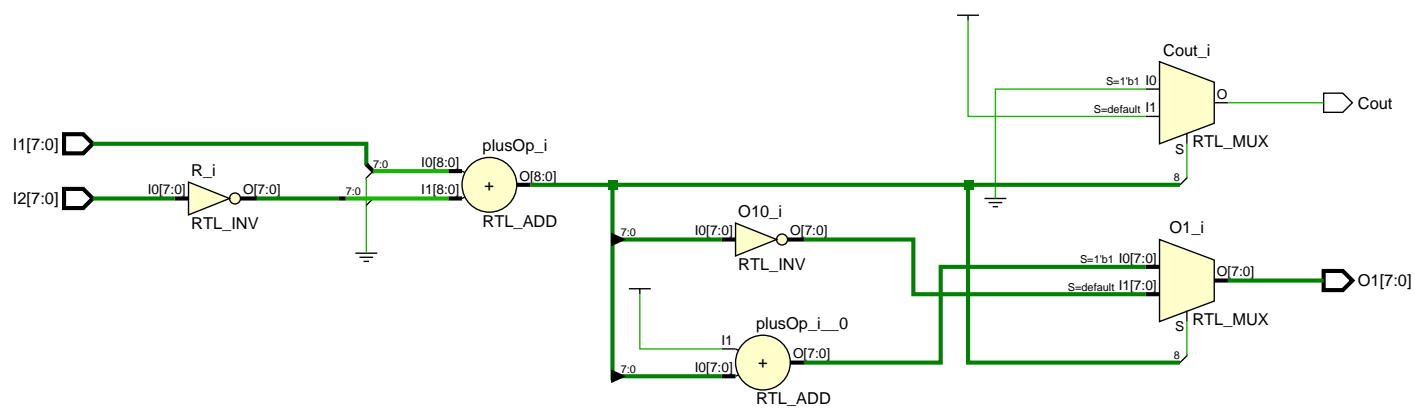 Cout_i
S=1'b1 I0
S=default I1
O
S
RTL_MUX
Cout
8
I1[7:0]
I2[7:0]
R_i
I0[7:0]
O[7:0]
RTL_INV
7:0
7:0
plusOp_i
I0[8:0]
I1[8:0]
+
O[8:0]
RTL_ADD
7:0
O10_i
I0[7:0]
O[7:0]
RTL_INV
plusOp_i__0
I1
7:0
I0[7:0]
+
O[7:0]
RTL_ADD
O1_i
S=1'b1 I0[7:0]
S=default I1[7:0]
O[7:0]
S
RTL_MUX
O1[7:0]
8